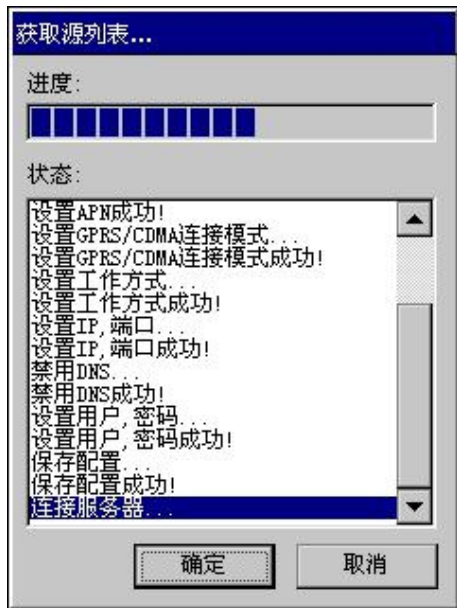 获取源列表...
进度:
状态:
设置APN成功!
设置GPRS/CDMA连接模式...
设置GPRS/CDMA连接模式成功!
设置工作方式...
设置工作方式成功!
设置IP,端口...
设置IP,端口成功!
禁用DNS...
禁用DNS成功!
设置用户,密码...
设置用户,密码成功!
保存配置...
保存配置成功!
连接服务器...
确定 取消